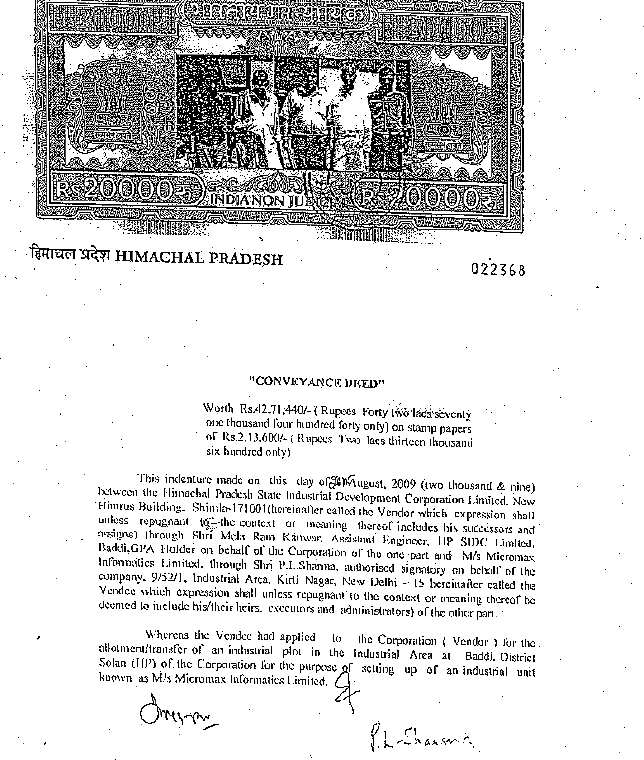 R. 20000रु.
INDIA NON JU
R. 20000रु.
हिमाचल प्रदेश HIMACHAL PRADESH
022368
"CONVEYANCE DEED"
Worth Rs.42,71,440/- ( Rupees Forty two lacs seventy
one thousand four hundred forty only) on stamp papers
of Rs.2,13,600/- ( Rupees Two lacs thirteen thousand
six hundred only)
This indenture made on this day of August, 2009 (two thousand & nine)
between the Himachal Pradesh State Industrial Development Corporation Limited, New
Himrus Building, Shimla-171001(hereinafter called the Vendor which expression shall
unless repugnant to the context or meaning thereof includes his successors and
assigns) through Shri Mela Ram Kanwar, Assistant Engineer, HP SIDC Limited,
Baddi,GPA Holder on behalf of the Corporation of the one part and M/s Micromax
Informatics Limited, through Shri P.L.Sharma, authorised signatory on behalf of the
company, 9/52/1, Industrial Area, Kirti Nagar, New Delhi – 15 hereinafter called the
Vendee which expression shall unless repugnant to the context or meaning thereof be
deemed to include his/their heirs, executors and administrators) of the other part.
Whereas the Vendee had applied to the Corporation ( Vendor ) for the
allotment/transfer of an industrial plot in the Industrial Area at Baddi, District
Solan (HP) of the Corporation for the purpose of setting up of an industrial unit
known as M/s Micromax Informatics Limited.
P.L. Sharma